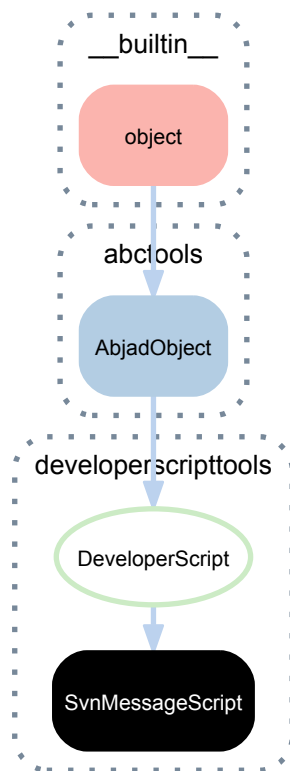 __builtin__
object
abctools
AbjadObject
developerscripttools
DeveloperScript
SvnMessageScript